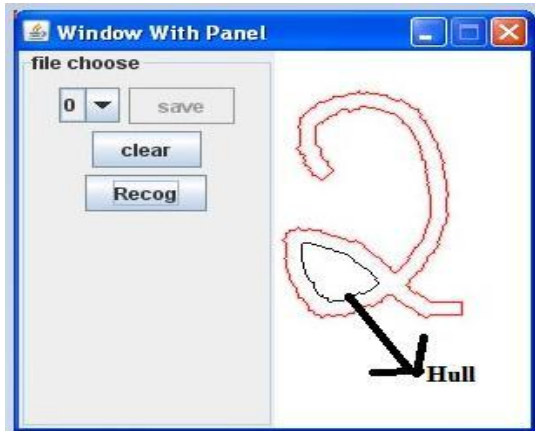 Window With Panel
file choose
0 save
clear
Recog
Hull